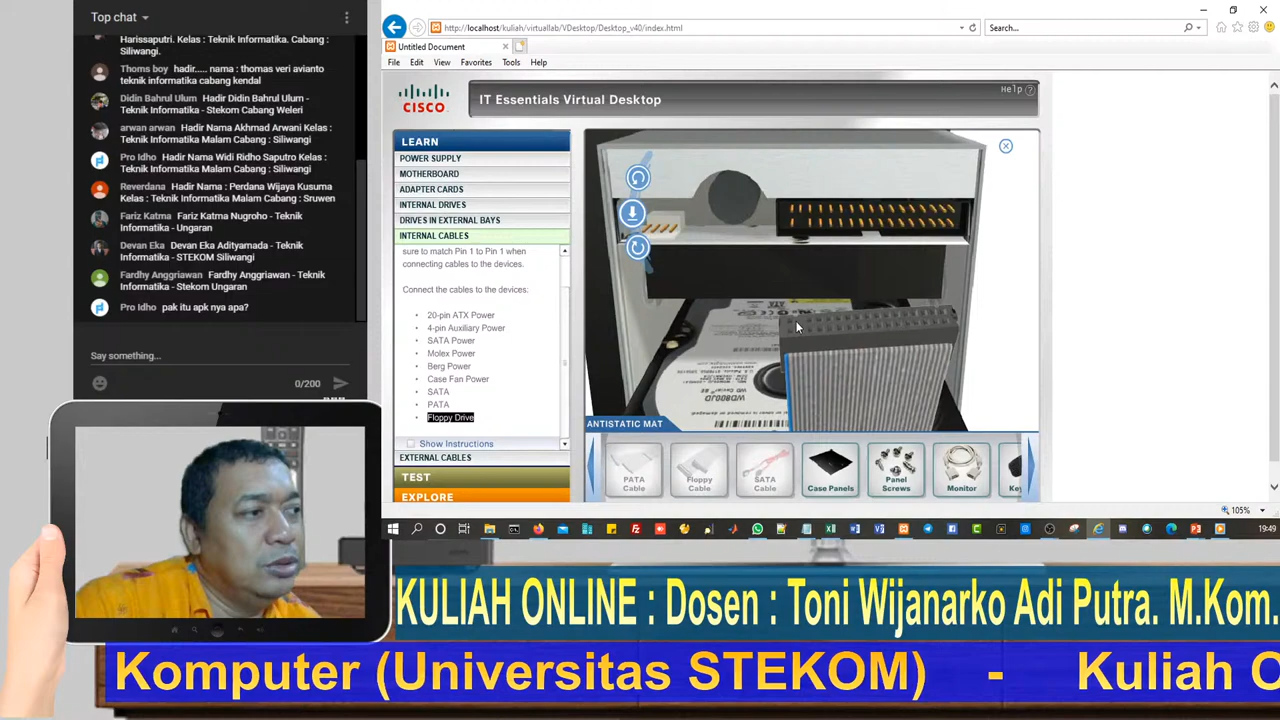 Top chat
Harissaputri. Kelas : Teknik Informatika. Cabang :
Siliwangi.
Thoms boy hadir..... nama : thomas veri avianto
teknik informatika cabang kendal
Didin Bahrul Ulum Hadir Didin Bahrul Ulum -
Teknik Informatika - Stekom Cabang Weleri
arwan arwan Hadir Nama Akhmad Arwani Kelas :
Teknik Informatika Malam Cabang : Siliwangi
Pro Idho Hadir Nama Widi Ridho Saputro Kelas :
Teknik Informatika Malam Cabang : Siliwangi
Reverdana Hadir Nama : Perdana Wijaya Kusuma
Kelas : Teknik Informatika Malam Cabang : Sruwen
Fariz Katma Fariz Katma Nugroho - Teknik
Informatika - Ungaran
Devan Eka Devan Eka Adityamada - Teknik
Informatika - STEKOM Siliwangi
Fardhy Anggriawan Fardhy Anggriawan - Teknik
Informatika - Stekom Ungaran
Pro Idho pak itu apk nya apa?
Say something...
0/200
http://localhost/kuliah/virtuallab/VDesktop/Desktop_v40/index.html
Search...
Untitled Document
File Edit View Favorites Tools Help
CISCO
IT Essentials Virtual Desktop
Help ?
LEARN
POWER SUPPLY
MOTHERBOARD
ADAPTER CARDS
INTERNAL DRIVES
DRIVES IN EXTERNAL BAYS
INTERNAL CABLES
sure to match Pin 1 to Pin 1 when
connecting cables to the devices.
Connect the cables to the devices:
• 20-pin ATX Power
• 4-pin Auxiliary Power
• SATA Power
• Molex Power
• Berg Power
• Case Fan Power
• SATA
• PATA
• Floppy Drive
Show Instructions
EXTERNAL CABLES
TEST
EXPLORE
ANTISTATIC MAT
PATA
Cable
Floppy
Cable
SATA
Cable
Case Panels
Panel
Screws
Monitor
105%
19:49
KULIAH ONLINE : Dosen : Toni Wijanarko Adi Putra. M.Kom.
Komputer (Universitas STEKOM) - Kuliah O